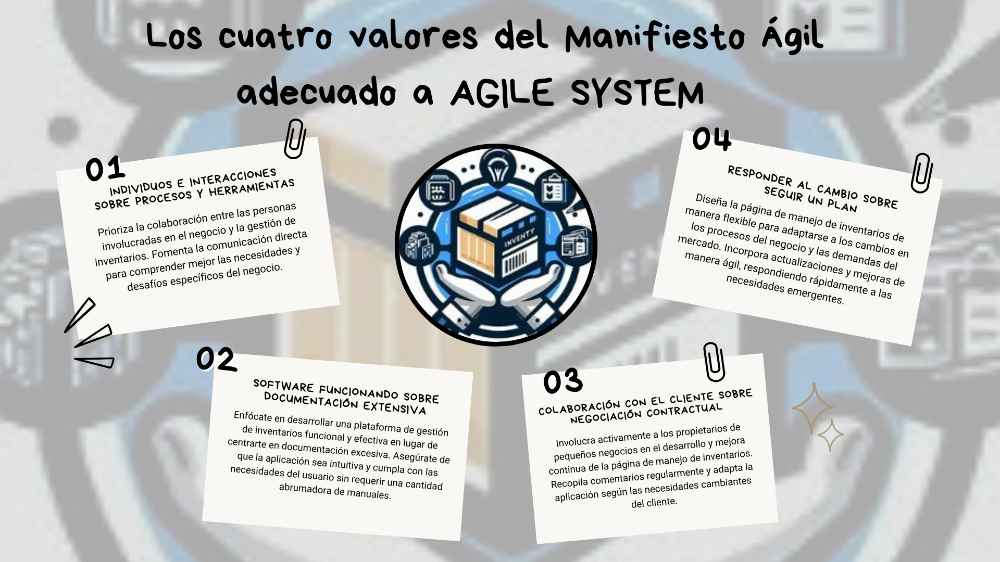 Los cuatro valores del Manifiesto Ágil
adecuado a AGILE SYSTEM
01
INDIVIDUOS E INTERACCIONES
SOBRE PROCESOS Y HERRAMIENTAS
Prioriza la colaboración entre las personas
involucradas en el negocio y la gestión de
inventarios. Fomenta la comunicación directa
para comprender mejor las necesidades y
desafíos específicos del negocio.
02
SOFTWARE FUNCIONANDO SOBRE
DOCUMENTACIÓN EXTENSIVA
Enfócate en desarrollar una plataforma de gestión
de inventarios funcional y efectiva en lugar de
centrarte en documentación excesiva. Asegúrate de
que la aplicación sea intuitiva y cumpla con las
necesidades del usuario sin requerir una cantidad
abrumadora de manuales.
03
COLABORACIÓN CON EL CLIENTE SOBRE
NEGOCIACIÓN CONTRACTUAL
Involucra activamente a los propietarios de
pequeños negocios en el desarrollo y mejora
continua de la página de manejo de inventarios.
Recopila comentarios regularmente y adapta la
aplicación según las necesidades cambiantes
del cliente.
04
RESPONDER AL CAMBIO SOBRE
SEGUIR UN PLAN
Diseña la página de manejo de inventarios de
manera flexible para adaptarse a los cambios en
los procesos del negocio y las demandas del
mercado. Incorpora actualizaciones y mejoras de
manera ágil, respondiendo rápidamente a las
necesidades emergentes.
INVENTY